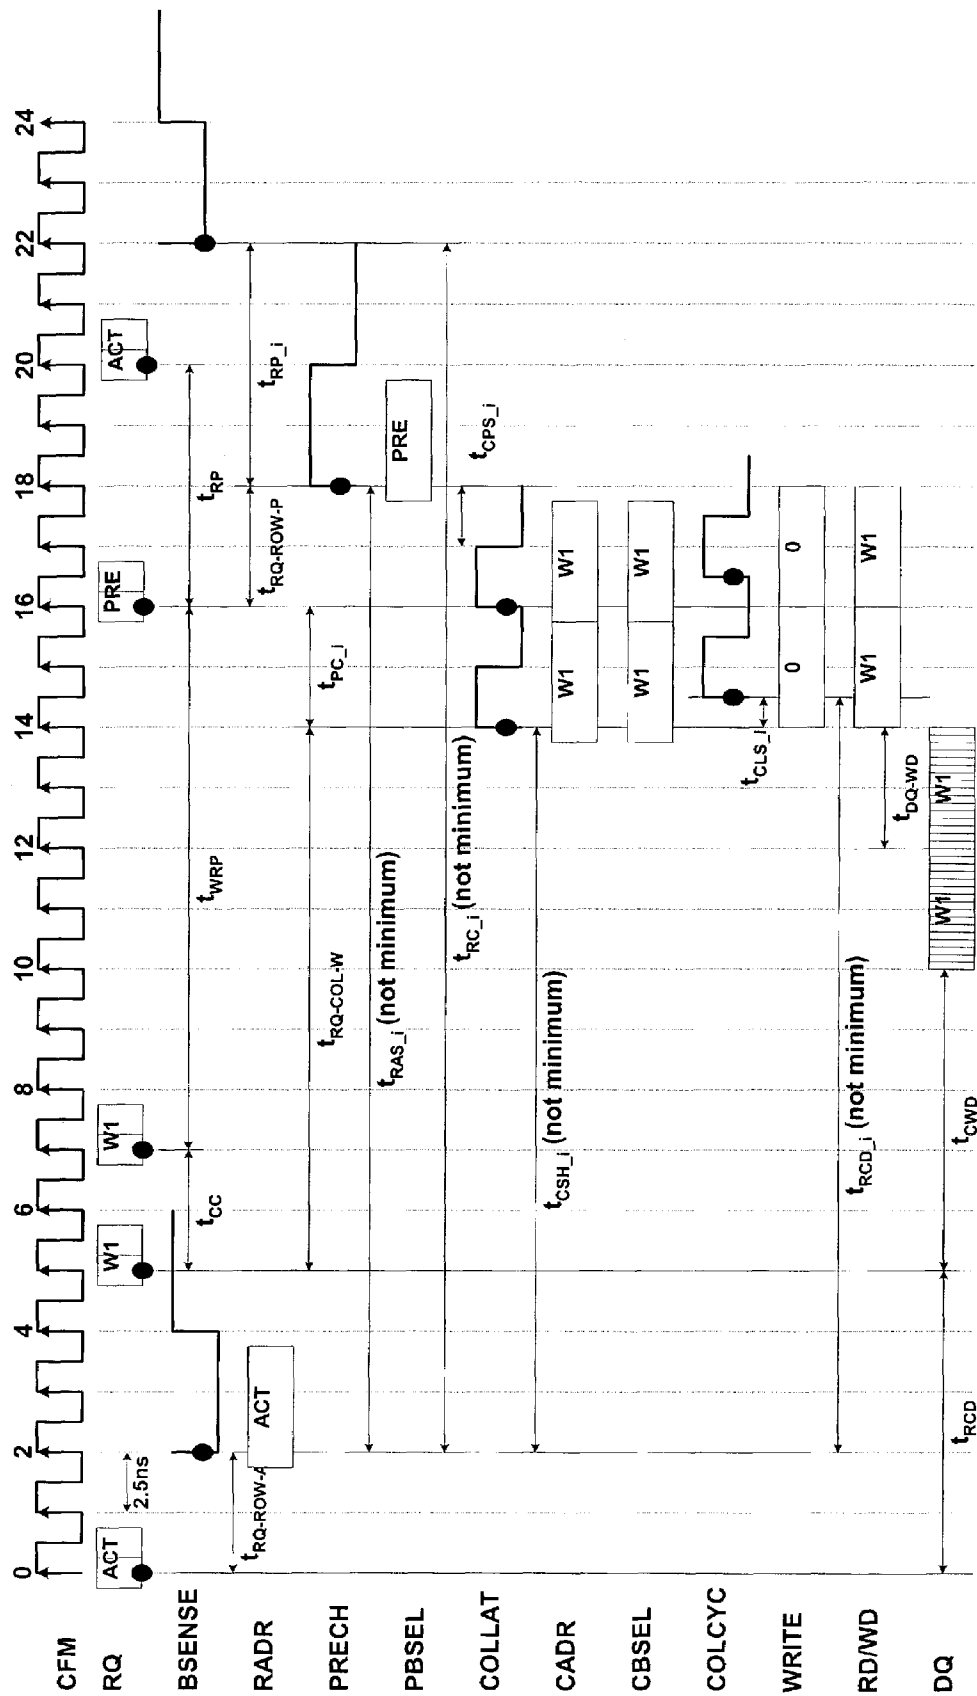 CFM
0
2
4
6
8
10
12
14
16
18
20
22
24
RQ
ACT
W1
W1
PRE
ACT
2.5ns
BSENSE
tCC
tWRP
tRP
RADR
tRQ-ROW-A
ACT
tRQ-ROW-P
tRP_i
PRECH
tRQ-COL-W
tPC_i
tRAS_i (not minimum)
PBSEL
PRE
tRC_i (not minimum)
COLLAT
tCPS_i
CADR
tCSH_i (not minimum)
W1
W1
CBSEL
W1
W1
COLCYC
tCLS_i
WRITE
0
0
tRCD_i (not minimum)
RD/WD
W1
W1
tDQ-WD
DQ
W1
W1
tRCD
tCWD